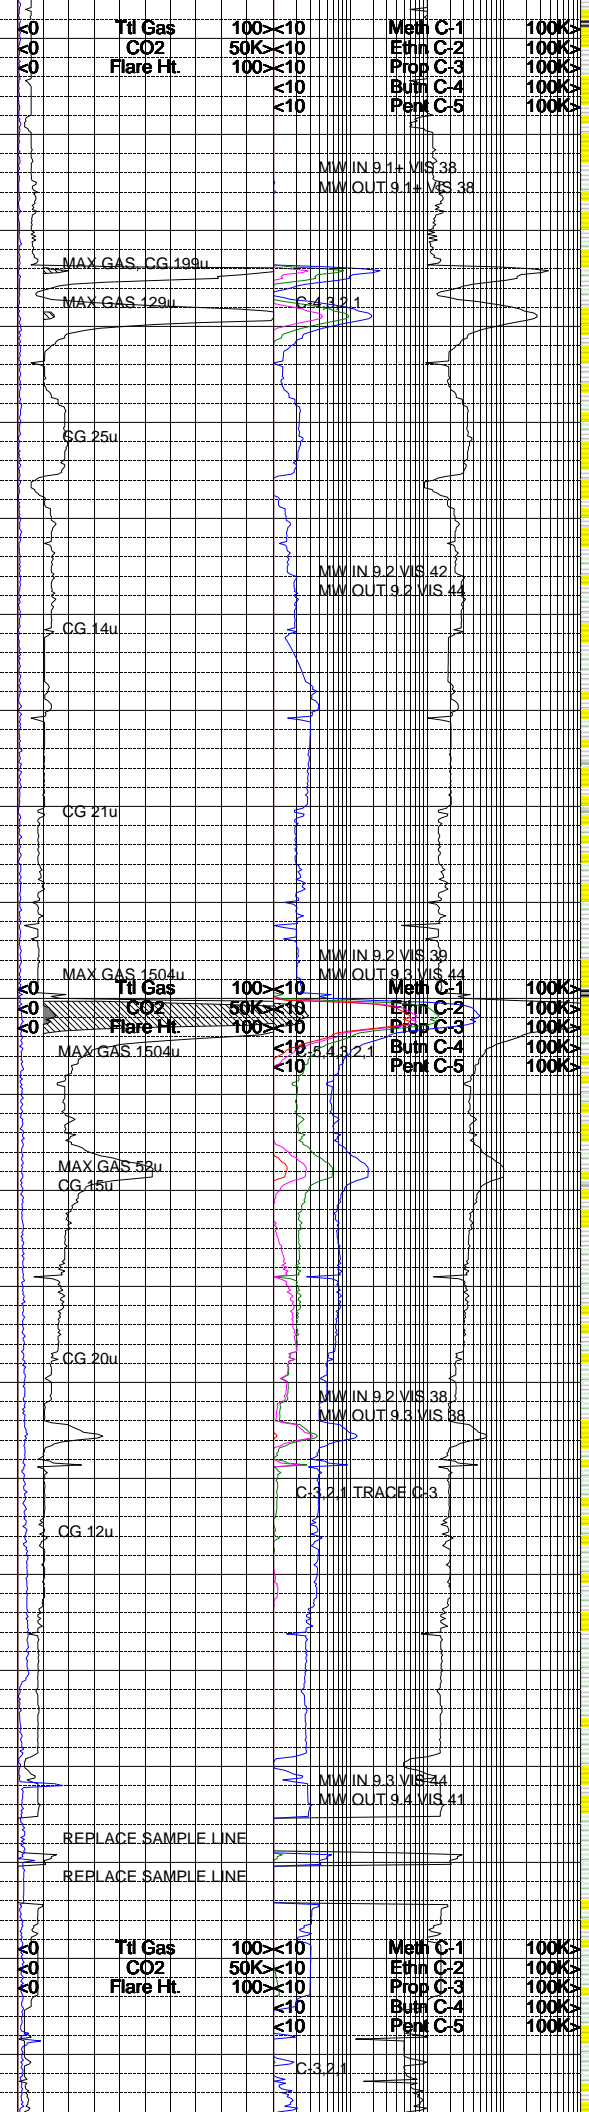 <0 Ttl Gas 100><10 Meth C-1 100K>
<0 CO2 50K><10 Ethn C-2 100K>
<0 Flare Ht. 100><10 Prop C-3 100K>
<10 Butn C-4 100K>
<10 Pent C-5 100K>
MW IN 9.1+ VIS 38
MW OUT 9.1+ VIS 38
MAX GAS, CG 199u
MAX GAS 129u C-4,3,2,1
CG 25u
MW IN 9.2 VIS 42
MW OUT 9.2 VIS 44
CG 14u
CG 21u
MW IN 9.2 VIS 39
MAX GAS 1504u MW OUT 9.3 VIS 44
<0 Ttl Gas 100><10 Meth C-1 100K>
<0 CO2 50K><10 Ethn C-2 100K>
<0 Flare Ht. 100><10 Prop C-3 100K>
<10 Butn C-4 100K>
MAX GAS 1504u C-5,4,3,2,1
<10 Pent C-5 100K>
MAX GAS 52u
CG 15u
CG 20u
MW IN 9.2 VIS 38
MW OUT 9.3 VIS 38
C-3,2,1 TRACE C-3
CG 12u
MW IN 9.3 VIS 44
MW OUT 9.4 VIS 41
REPLACE SAMPLE LINE
REPLACE SAMPLE LINE
<0 Ttl Gas 100><10 Meth C-1 100K>
<0 CO2 50K><10 Ethn C-2 100K>
<0 Flare Ht. 100><10 Prop C-3 100K>
<10 Butn C-4 100K>
<10 Pent C-5 100K>
C-3,2,1